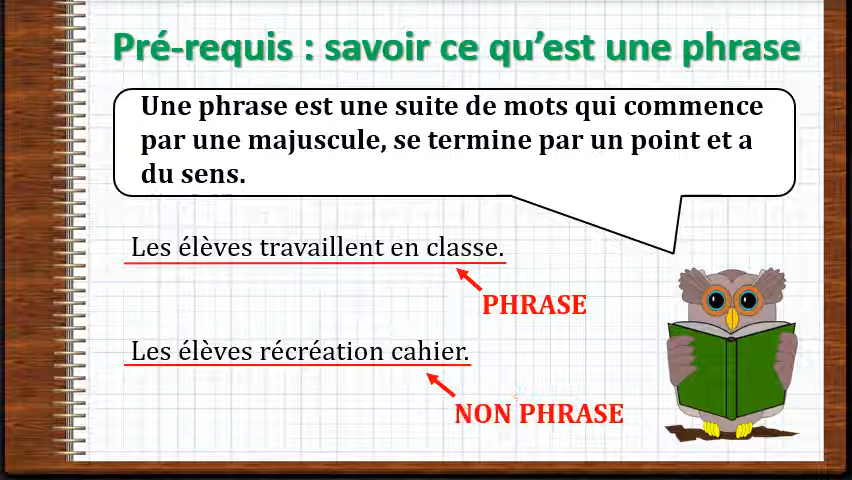 Pré-requis : savoir ce qu’est une phrase
Une phrase est une suite de mots qui commence
par une majuscule, se termine par un point et a
du sens.
Les élèves travaillent en classe.
PHRASE
Les élèves récréation cahier.
NON PHRASE